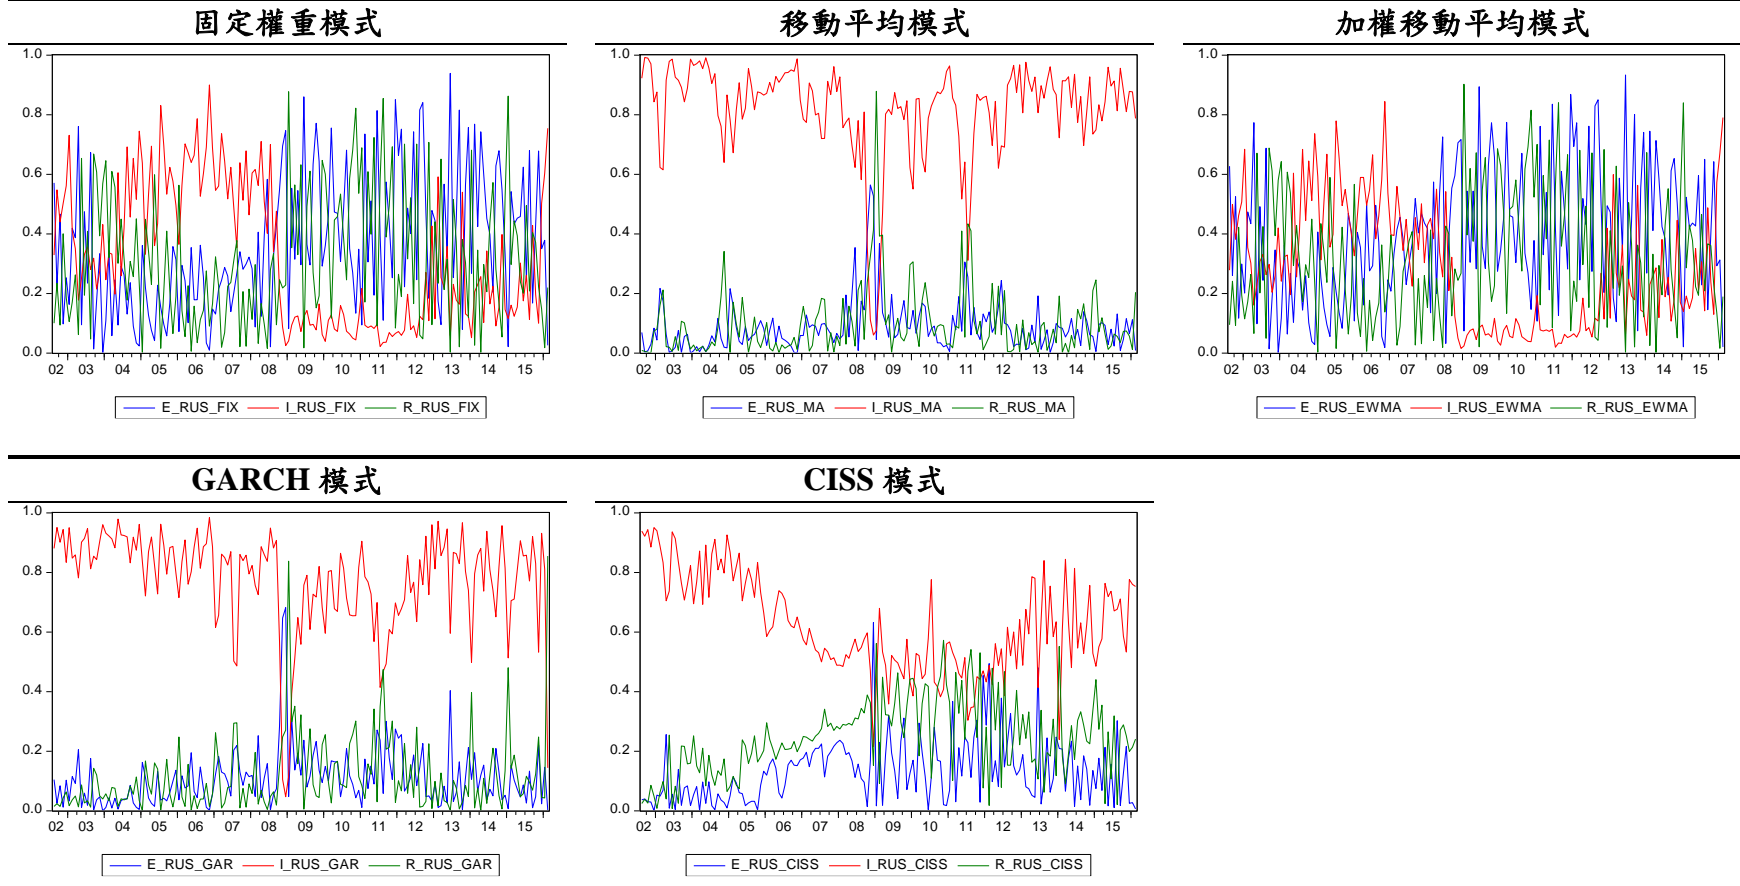 固定權重模式
移動平均模式
加權移動平均模式
1.0
0.8
0.6
0.4
0.2
0.0
02 03 04 05 06 07 08 09 10 11 12 13 14 15
E_RUS_FIX I_RUS_FIX R_RUS_FIX
1.0
0.8
0.6
0.4
0.2
0.0
02 03 04 05 06 07 08 09 10 11 12 13 14 15
E_RUS_MA I_RUS_MA R_RUS_MA
1.0
0.8
0.6
0.4
0.2
0.0
02 03 04 05 06 07 08 09 10 11 12 13 14 15
E_RUS_EWMA I_RUS_EWMA R_RUS_EWMA
GARCH 模式
CISS 模式
1.0
0.8
0.6
0.4
0.2
0.0
02 03 04 05 06 07 08 09 10 11 12 13 14 15
E_RUS_GAR I_RUS_GAR R_RUS_GAR
1.0
0.8
0.6
0.4
0.2
0.0
02 03 04 05 06 07 08 09 10 11 12 13 14 15
E_RUS_CISS I_RUS_CISS R_RUS_CISS